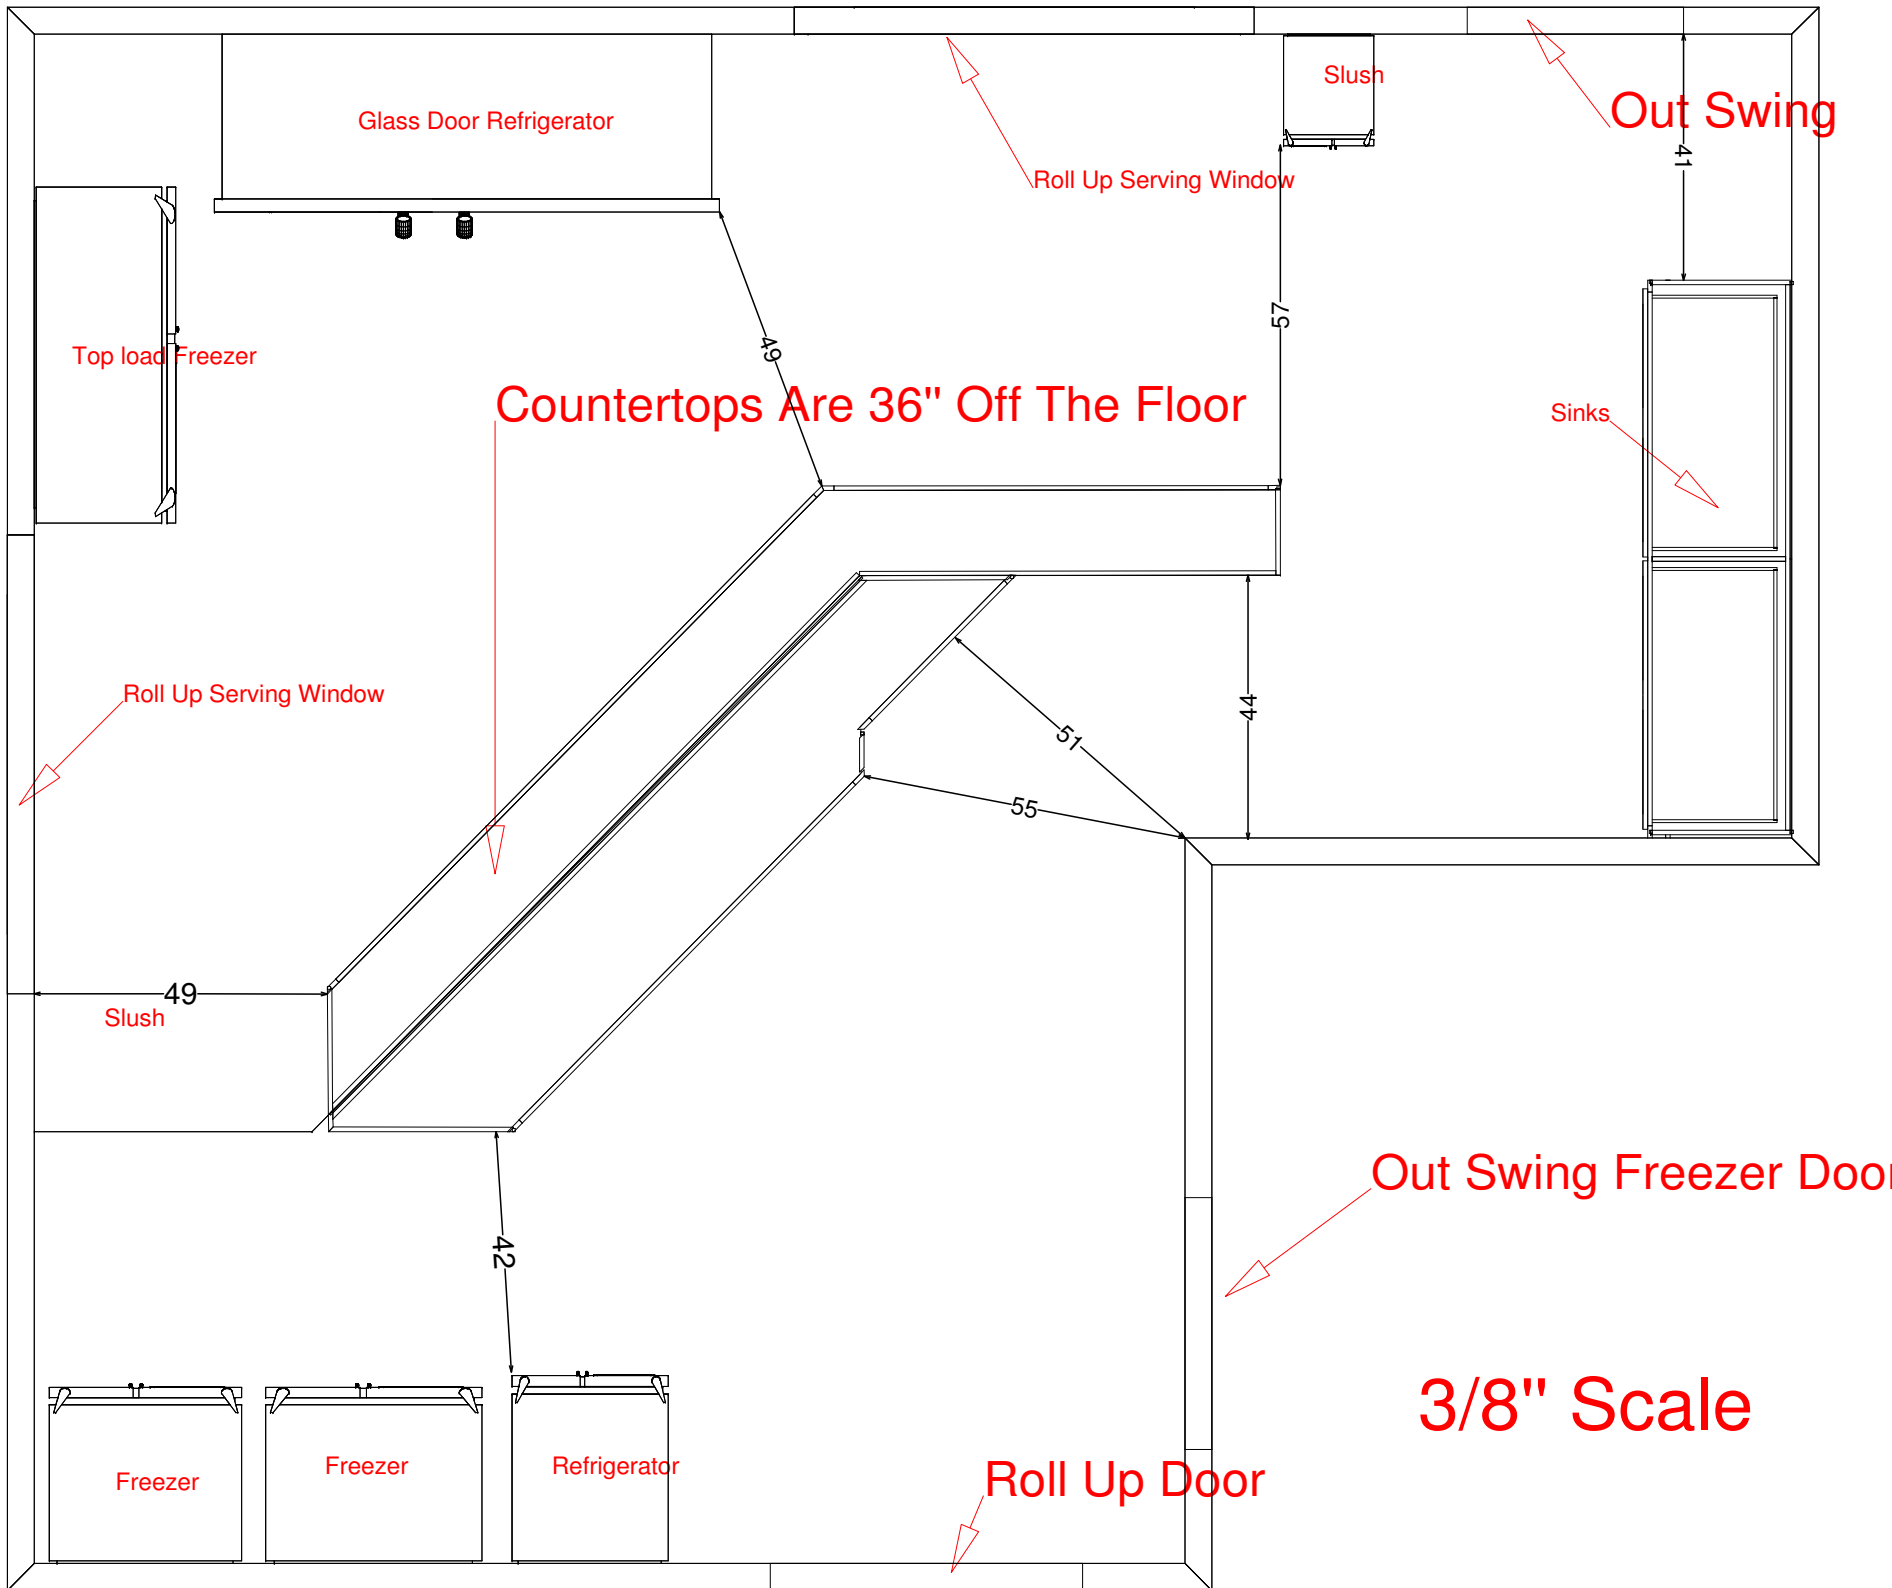 Slush
Out Swing
Glass Door Refrigerator
41
Roll Up Serving Window
57
49
Top load Freezer
Countertops Are 36" Off The Floor
Sinks
Roll Up Serving Window
44
51
55
49
Slush
Out Swing Freezer Door
42
3/8" Scale
Freezer
Freezer
Refrigerator
Roll Up Door